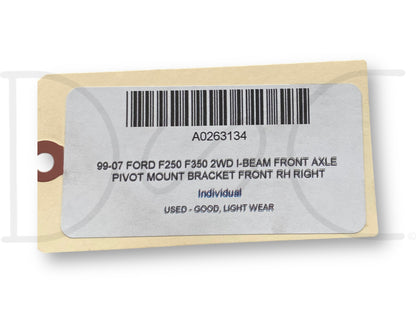 A0263134
99-07 FORD F250 F350 2WD I-BEAM FRONT AXLE
PIVOT MOUNT BRACKET FRONT RH RIGHT
Individual
USED - GOOD, LIGHT WEAR